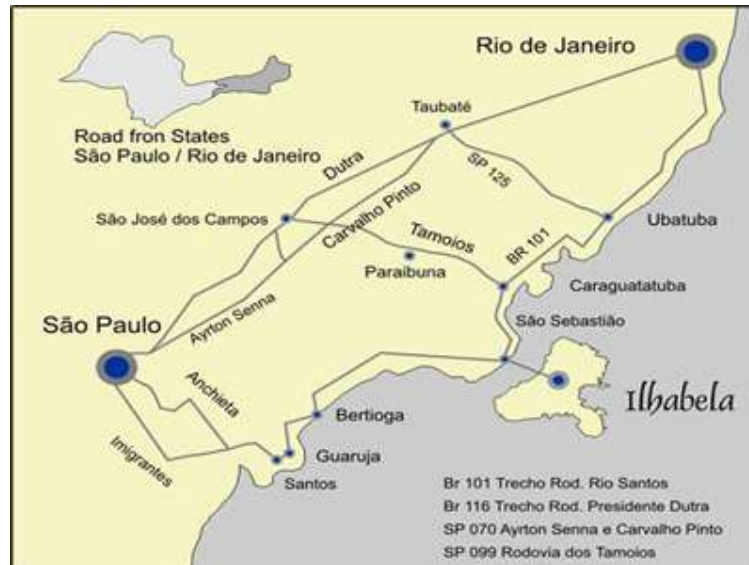 Rio de Janeiro
Taubaté
Road fron States
São Paulo / Rio de Janeiro
Dutra
SP 125
São José dos Campos
Carvalho Pinto
Tamoios
Ubatuba
BR 101
Paraibuna
Caraguatatuba
Ayrton Senna
São Paulo
São Sebastião
Anchieta
Ilhabela
Bertioga
Imigrantes
Guaruja
Santos
Br 101 Trecho Rod. Rio Santos
Br 116 Trecho Rod. Presidente Dutra
SP 070 Ayrton Senna e Carvalho Pinto
SP 099 Rodovia dos Tamoios